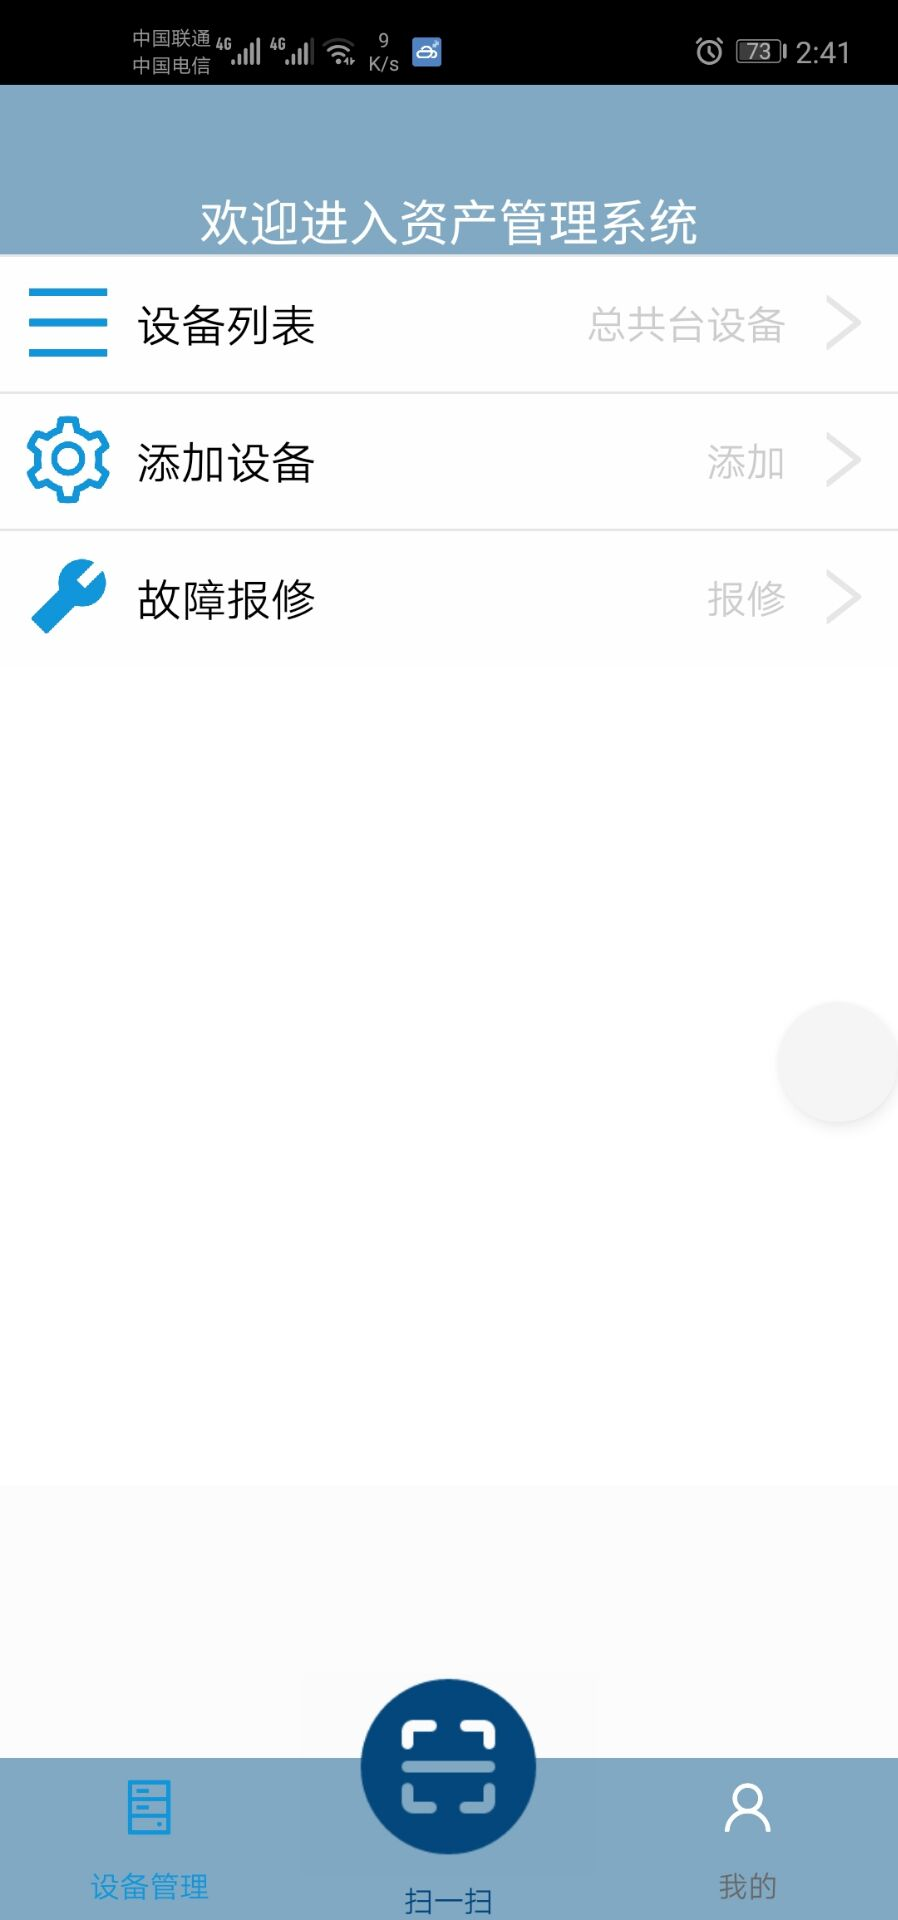 中国联通
中国电信
4G
4G
9
K/s
73
2:41
欢迎进入资产管理系统
设备列表
总共台设备
添加设备
添加
故障报修
报修
设备管理
扫一扫
我的